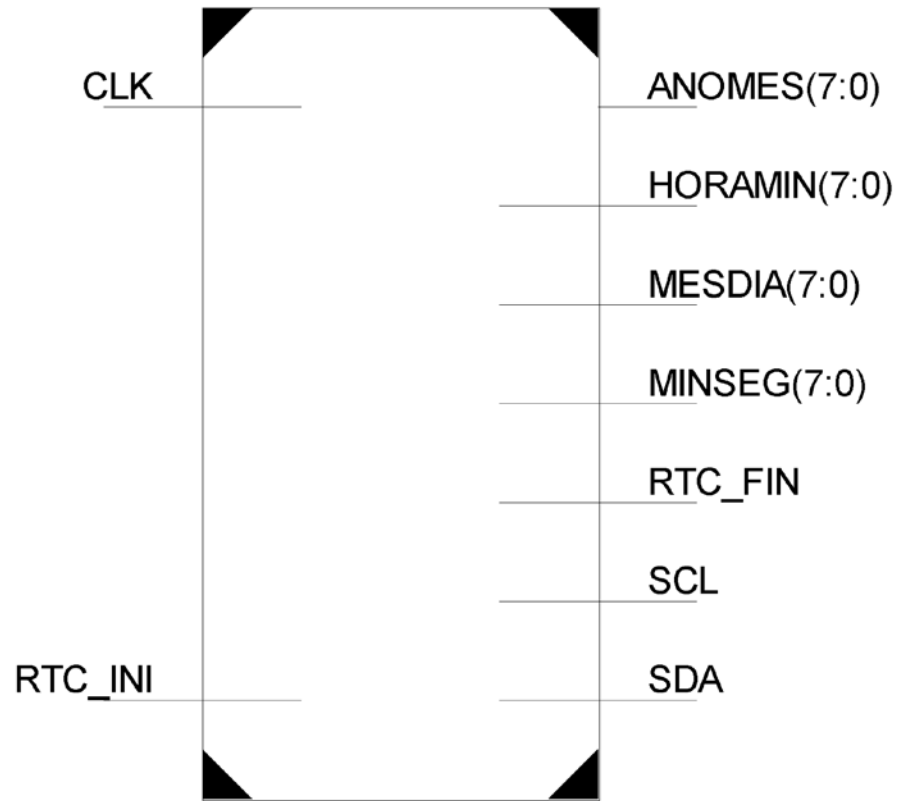 CLK
ANOMES(7:0)
HORAMIN(7:0)
MESDIA(7:0)
MINSEG(7:0)
RTC_FIN
SCL
RTC_INI
SDA